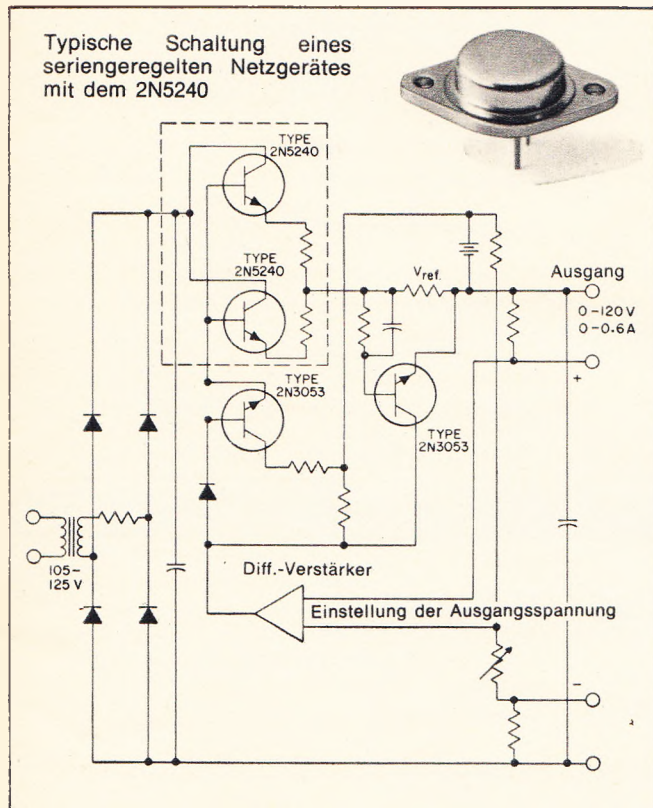 Typische Schaltung eines
seriengeregelten Netzgerätes
mit dem 2N5240
TYPE
2N5240
TYPE
2N5240
V ref.
Ausgang
0-120V
0-0.6A
+
TYPE
2N3053
TYPE
2N3053
105-
125 V
Diff.-Verstärker
Einstellung der Ausgangsspannung
-